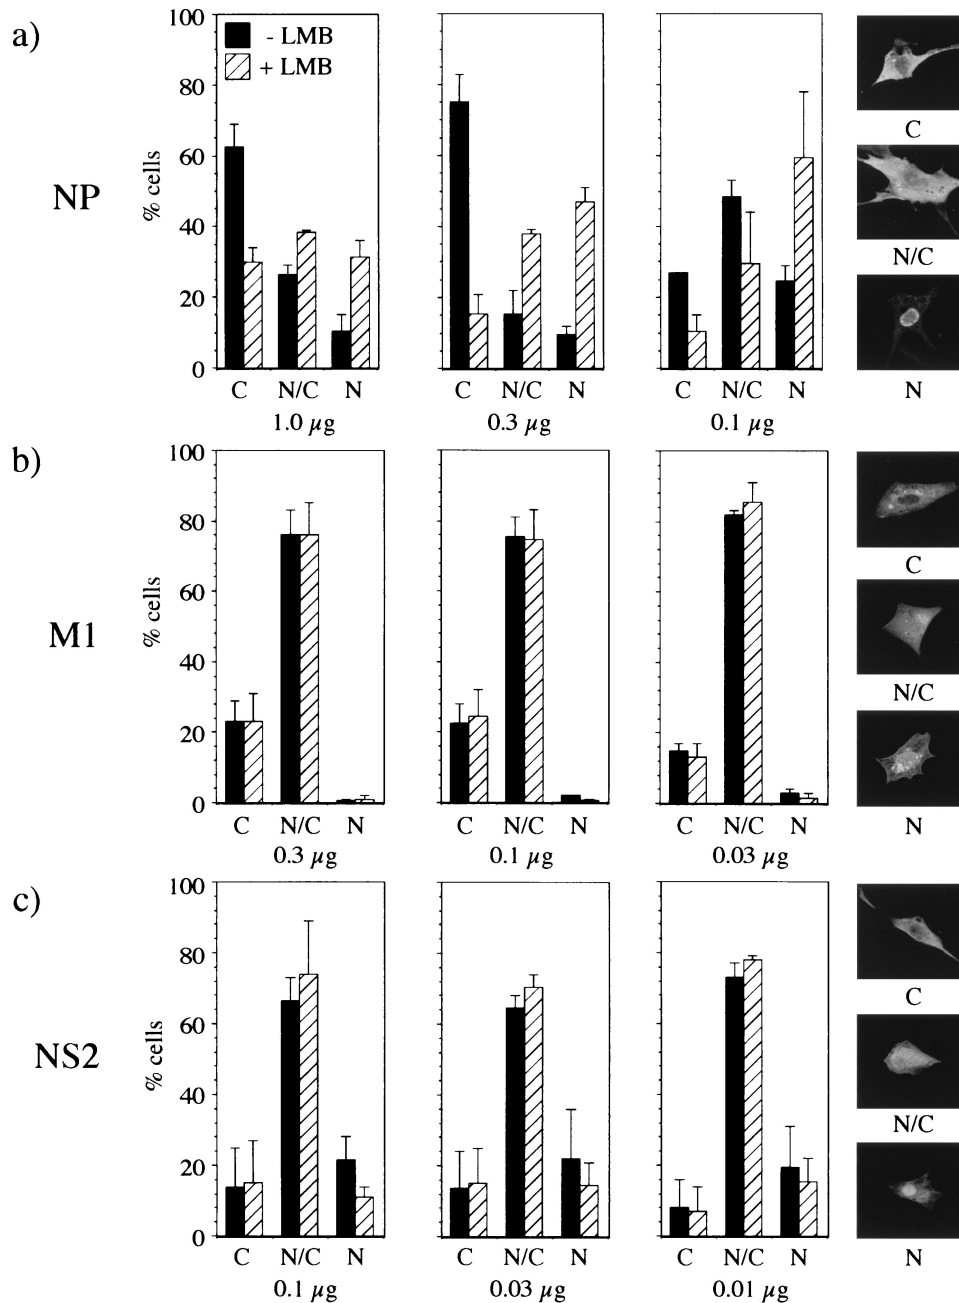 a)
NP
% cells
100
80
60
40
20
0
- LMB
+ LMB
C N/C N
1.0 µg
C N/C N
0.3 µg
C N/C N
0.1 µg
C
N/C
N
b)
M1
% cells
100
80
60
40
20
0
C N/C N
0.3 µg
C N/C N
0.1 µg
C N/C N
0.03 µg
C
N/C
N
c)
NS2
% cells
100
80
60
40
20
0
C N/C N
0.1 µg
C N/C N
0.03 µg
C N/C N
0.01 µg
C
N/C
N